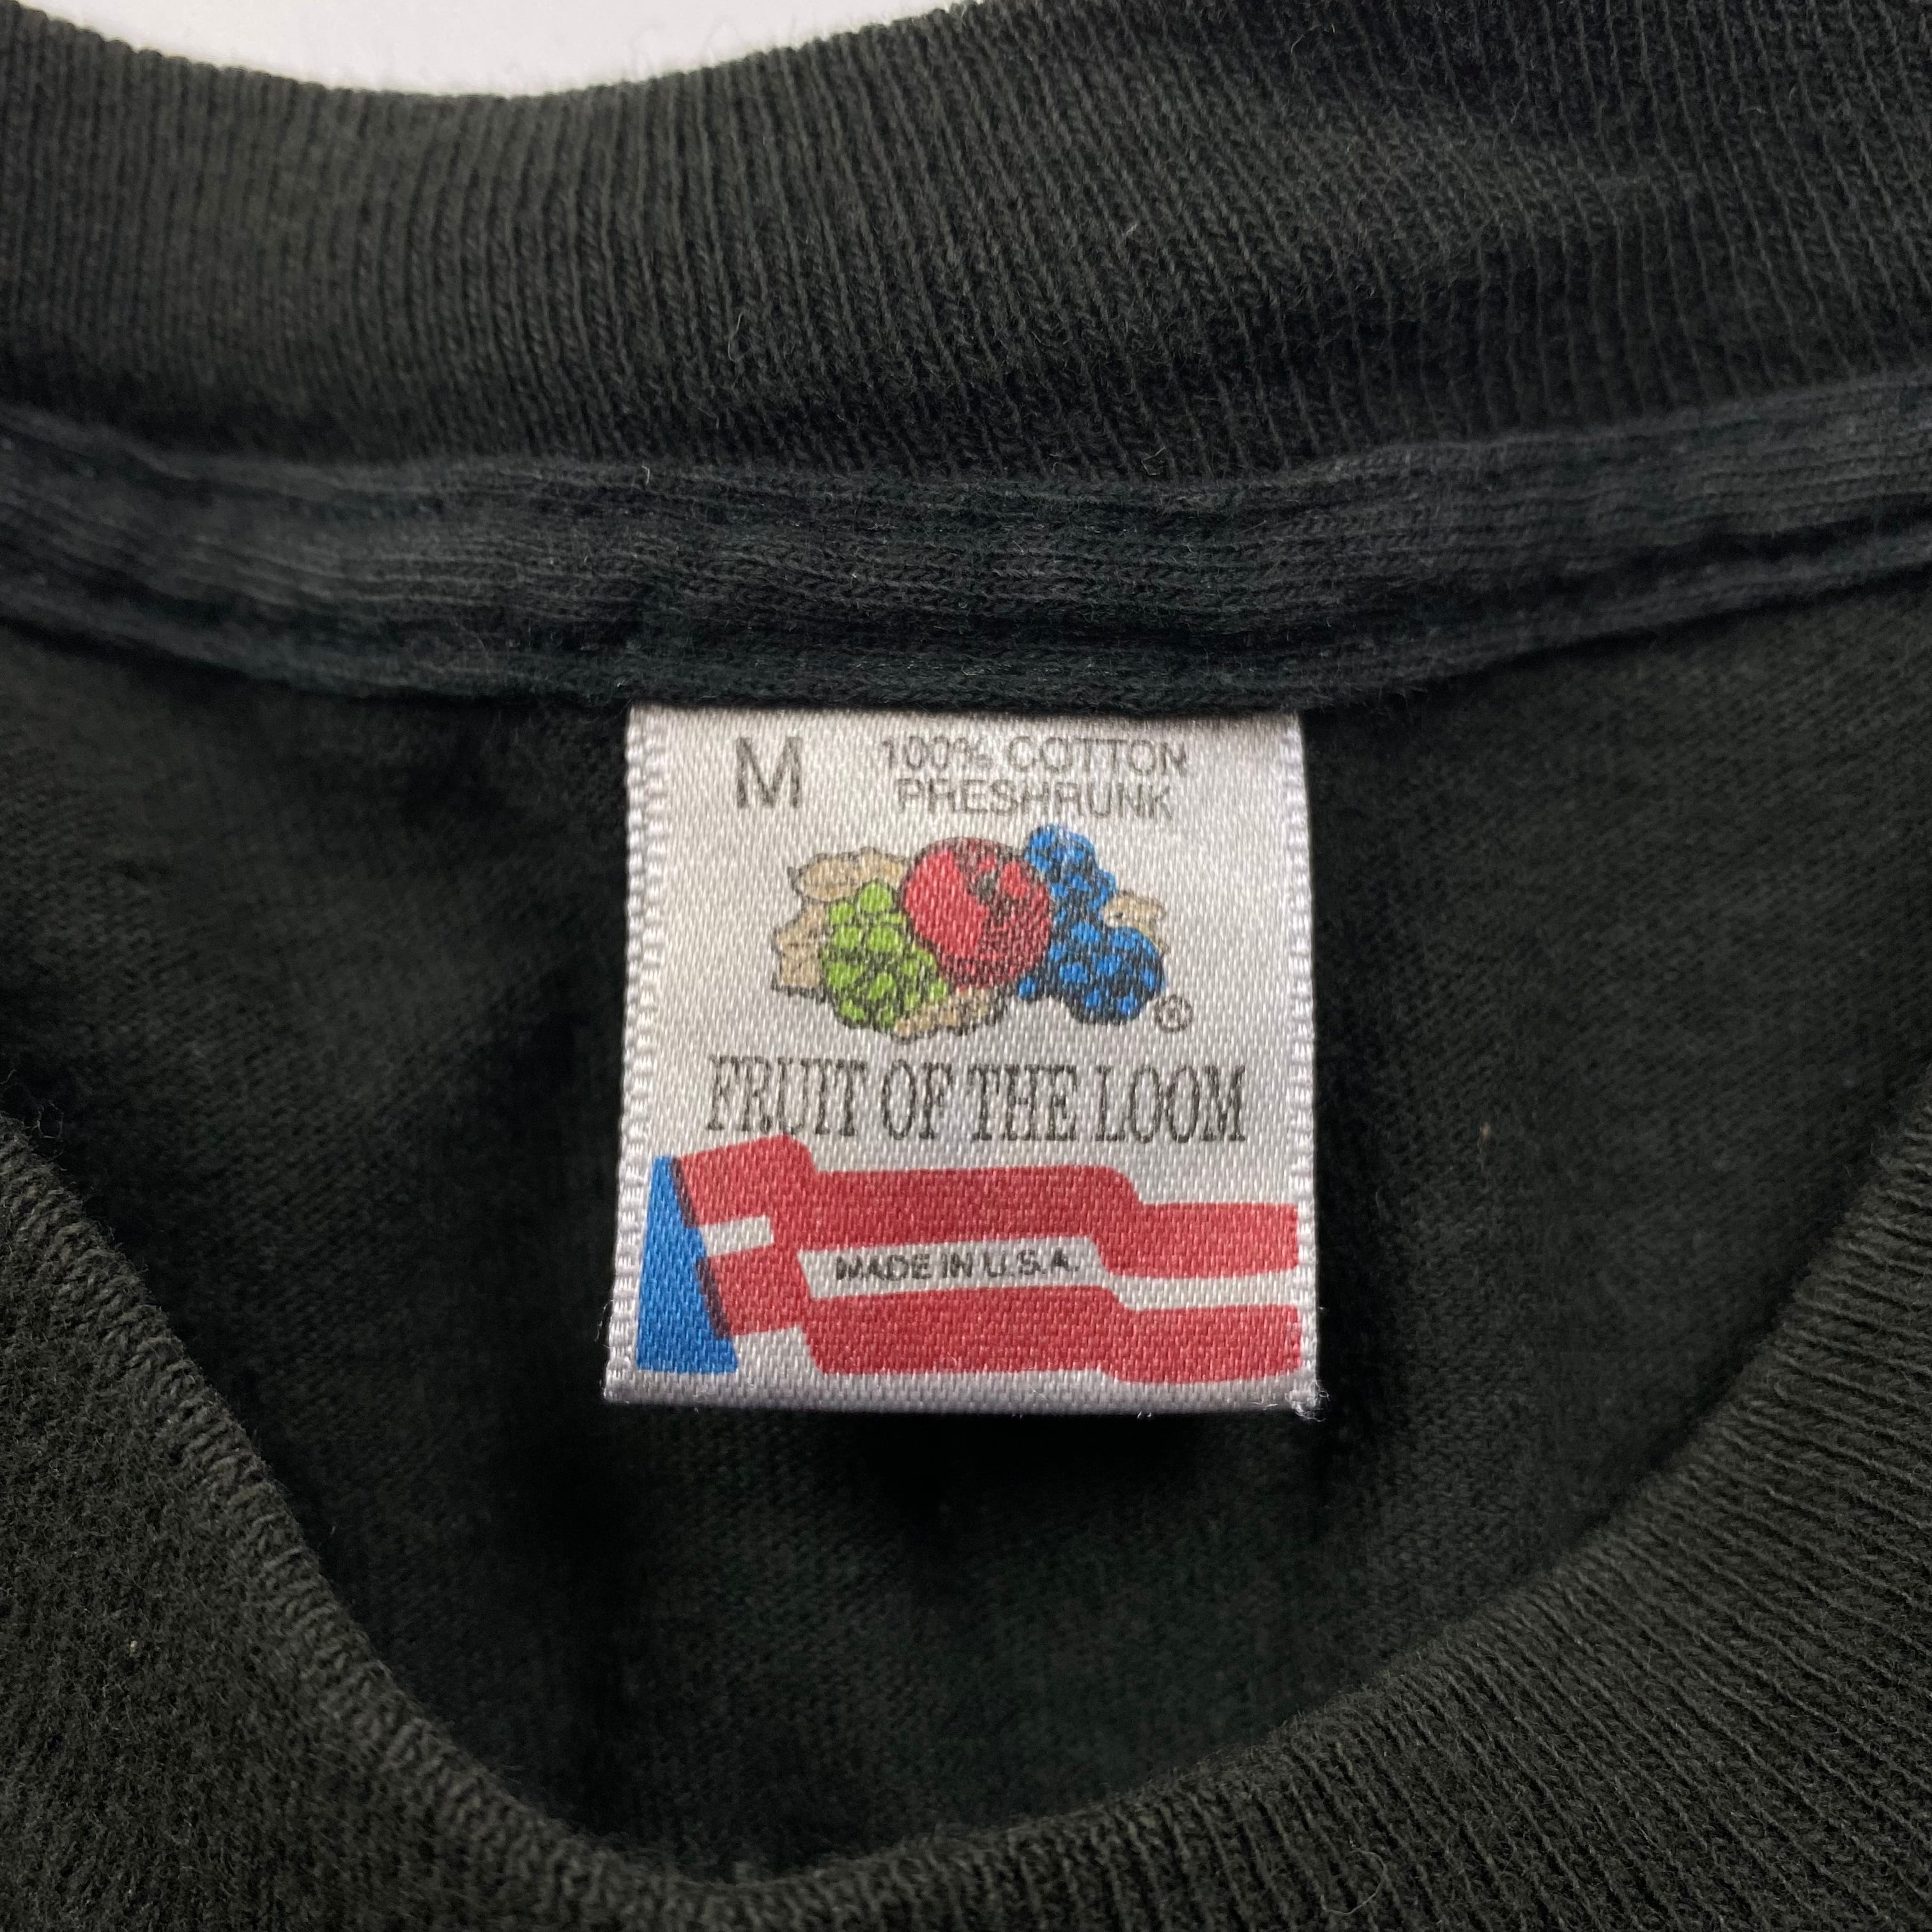 M 100% COTTON
PRESHRUNK
®
FRUIT OF THE LOOM
MADE IN U.S.A.